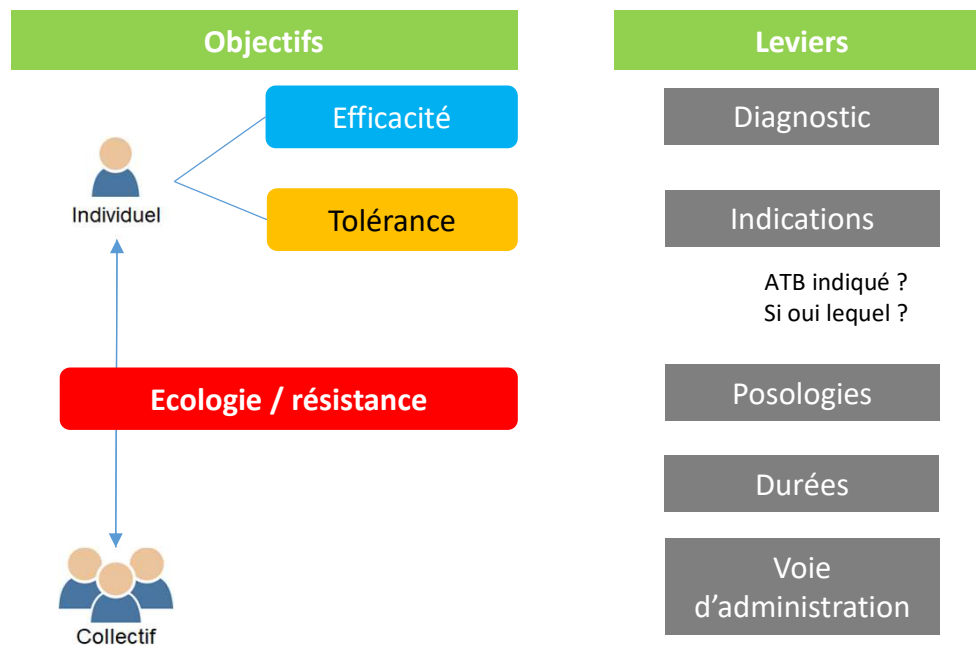 Objectifs
Efficacité
Individuel
Tolérance
Ecologie / résistance
Collectif
Leviers
Diagnostic
Indications
ATB indiqué ?
Si oui lequel ?
Posologies
Durées
Voie
d’administration